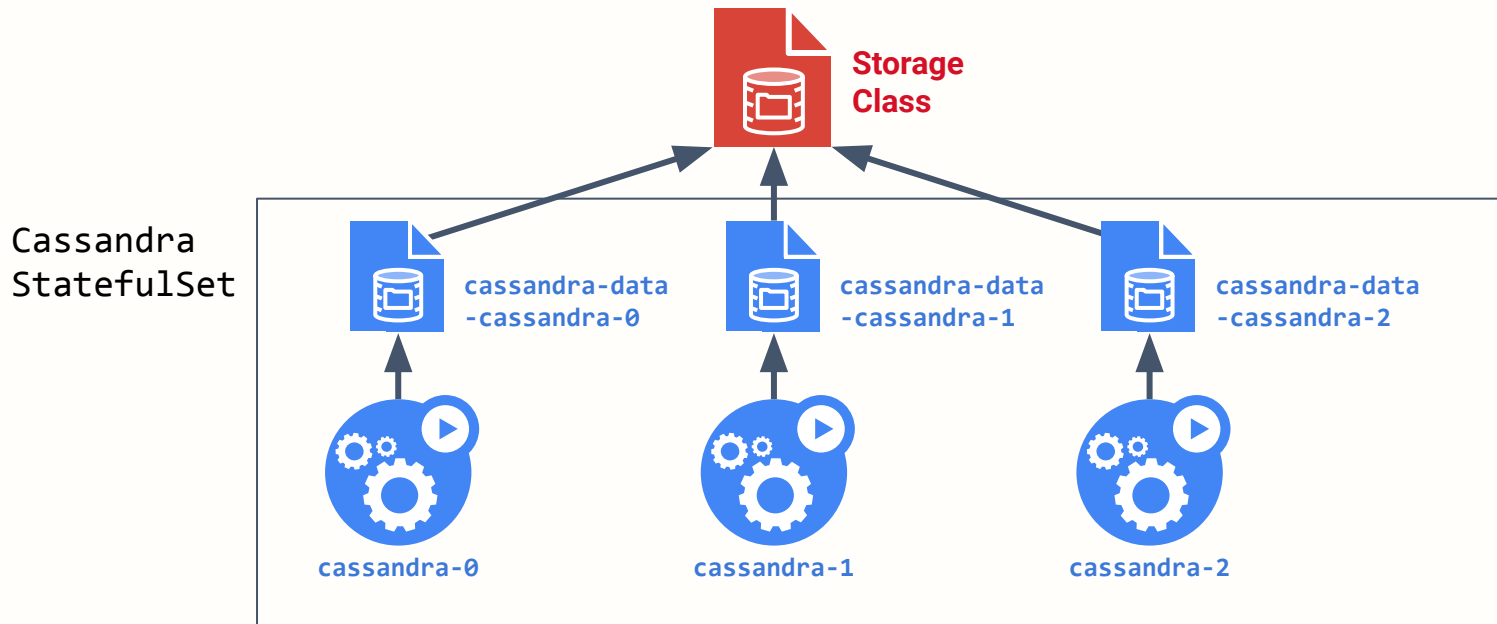 Storage
Class
Cassandra
StatefulSet
cassandra-data
-cassandra-0
cassandra-data
-cassandra-1
cassandra-data
-cassandra-2
cassandra-0
cassandra-1
cassandra-2